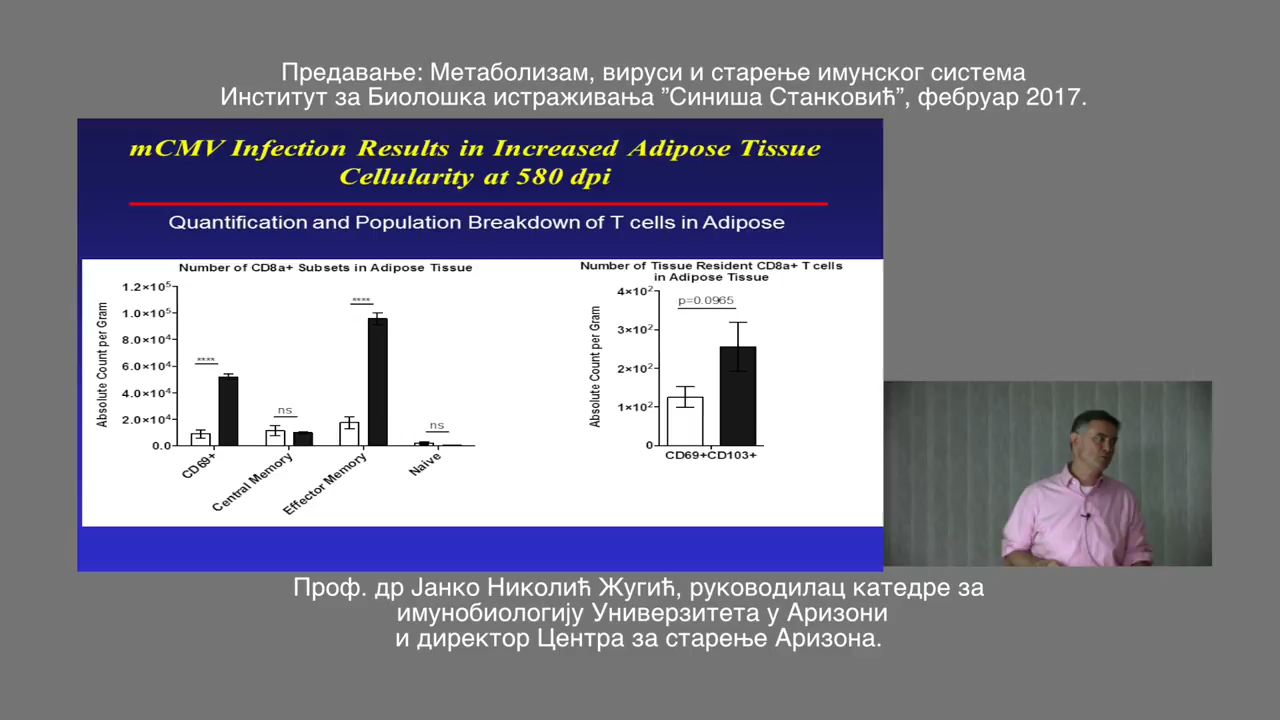 Предавање: Метаболизам, вируси и старење имунског система
Институт за Биолошка истраживања ”Синиша Станковић”, фебруар 2017.
mCMV Infection Results in Increased Adipose Tissue
Cellularity at 580 dpi
Quantification and Population Breakdown of T cells in Adipose
Number of CD8a+ Subsets in Adipose Tissue
Absolute Count per Gram
1.2×10⁵
1.0×10⁵
8.0×10⁴
6.0×10⁴
4.0×10⁴
2.0×10⁴
0.0
****
ns
****
ns
CD69+
Central Memory
Effector Memory
Naive
Number of Tissue Resident CD8a+ T cells
in Adipose Tissue
Absolute Count per Gram
4×10²
3×10²
2×10²
1×10²
0
p=0.0965
CD69+CD103+
Проф. др Јанко Николић Жугић, руководилац катедре за
имунобиологију Универзитета у Аризони
и директор Центра за старење Аризона.